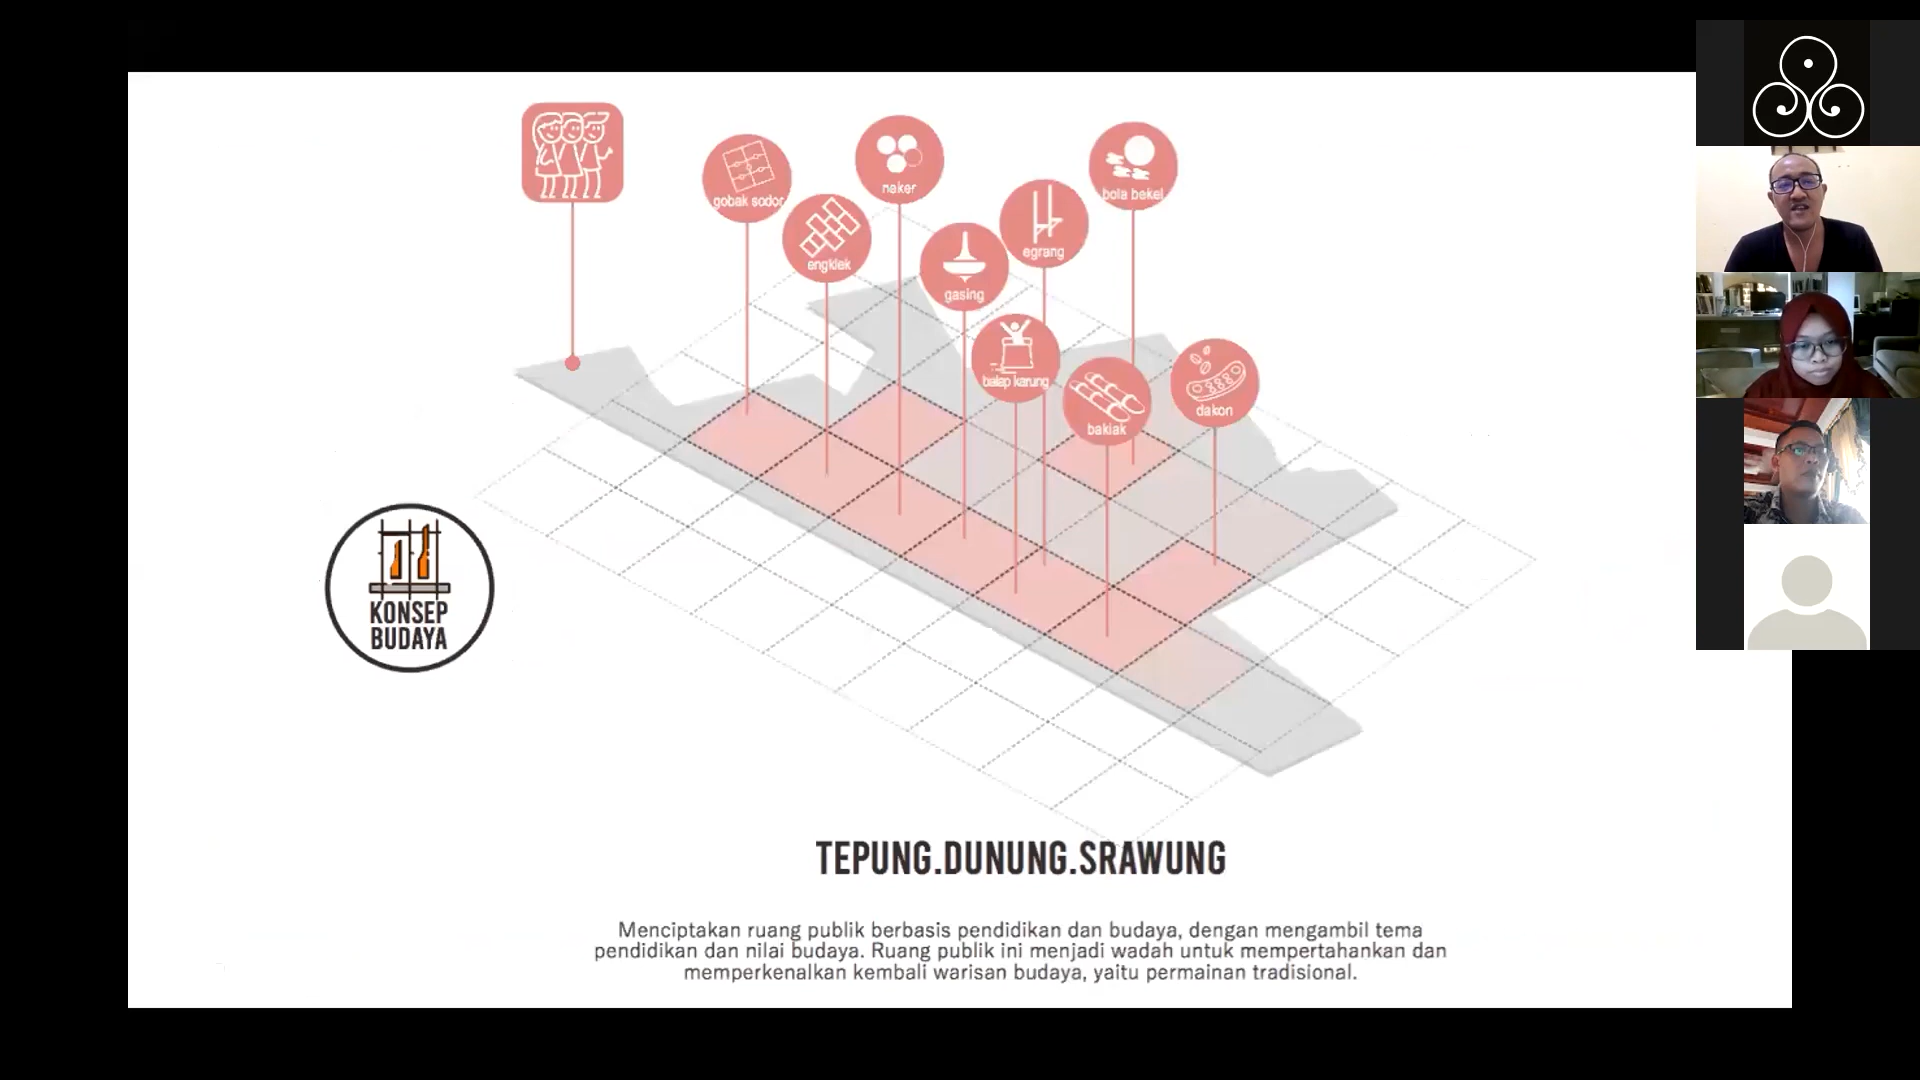 neker
bola bekel
gobak sodor
egrang
engklek
gasing
balap karung
dakon
bakiak
KONSEP
BUDAYA
TEPUNG.DUNUNG.SRAWUNG
Menciptakan ruang publik berbasis pendidikan dan budaya, dengan mengambil tema
pendidikan dan nilai budaya. Ruang publik ini menjadi wadah untuk mempertahankan dan
memperkenalkan kembali warisan budaya, yaitu permainan tradisional.